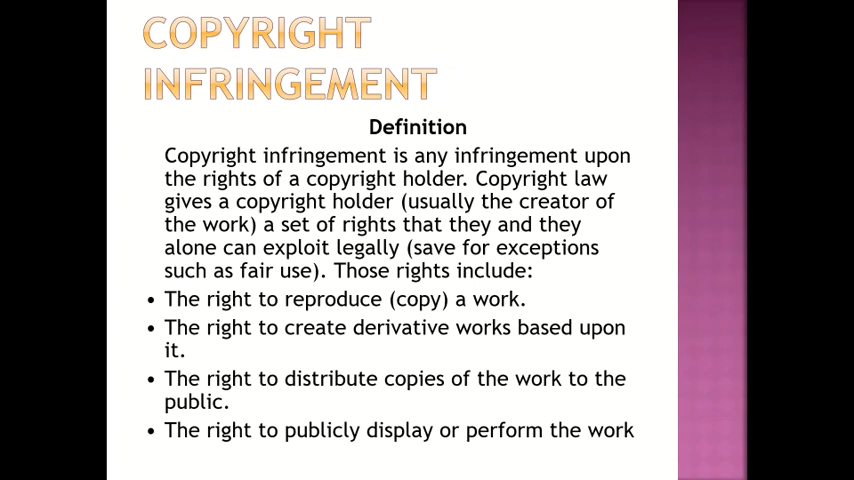 COPYRIGHT
INFRINGEMENT
Definition
Copyright infringement is any infringement upon
the rights of a copyright holder. Copyright law
gives a copyright holder (usually the creator of
the work) a set of rights that they and they
alone can exploit legally (save for exceptions
such as fair use). Those rights include:
• The right to reproduce (copy) a work.
• The right to create derivative works based upon
it.
• The right to distribute copies of the work to the
public.
• The right to publicly display or perform the work